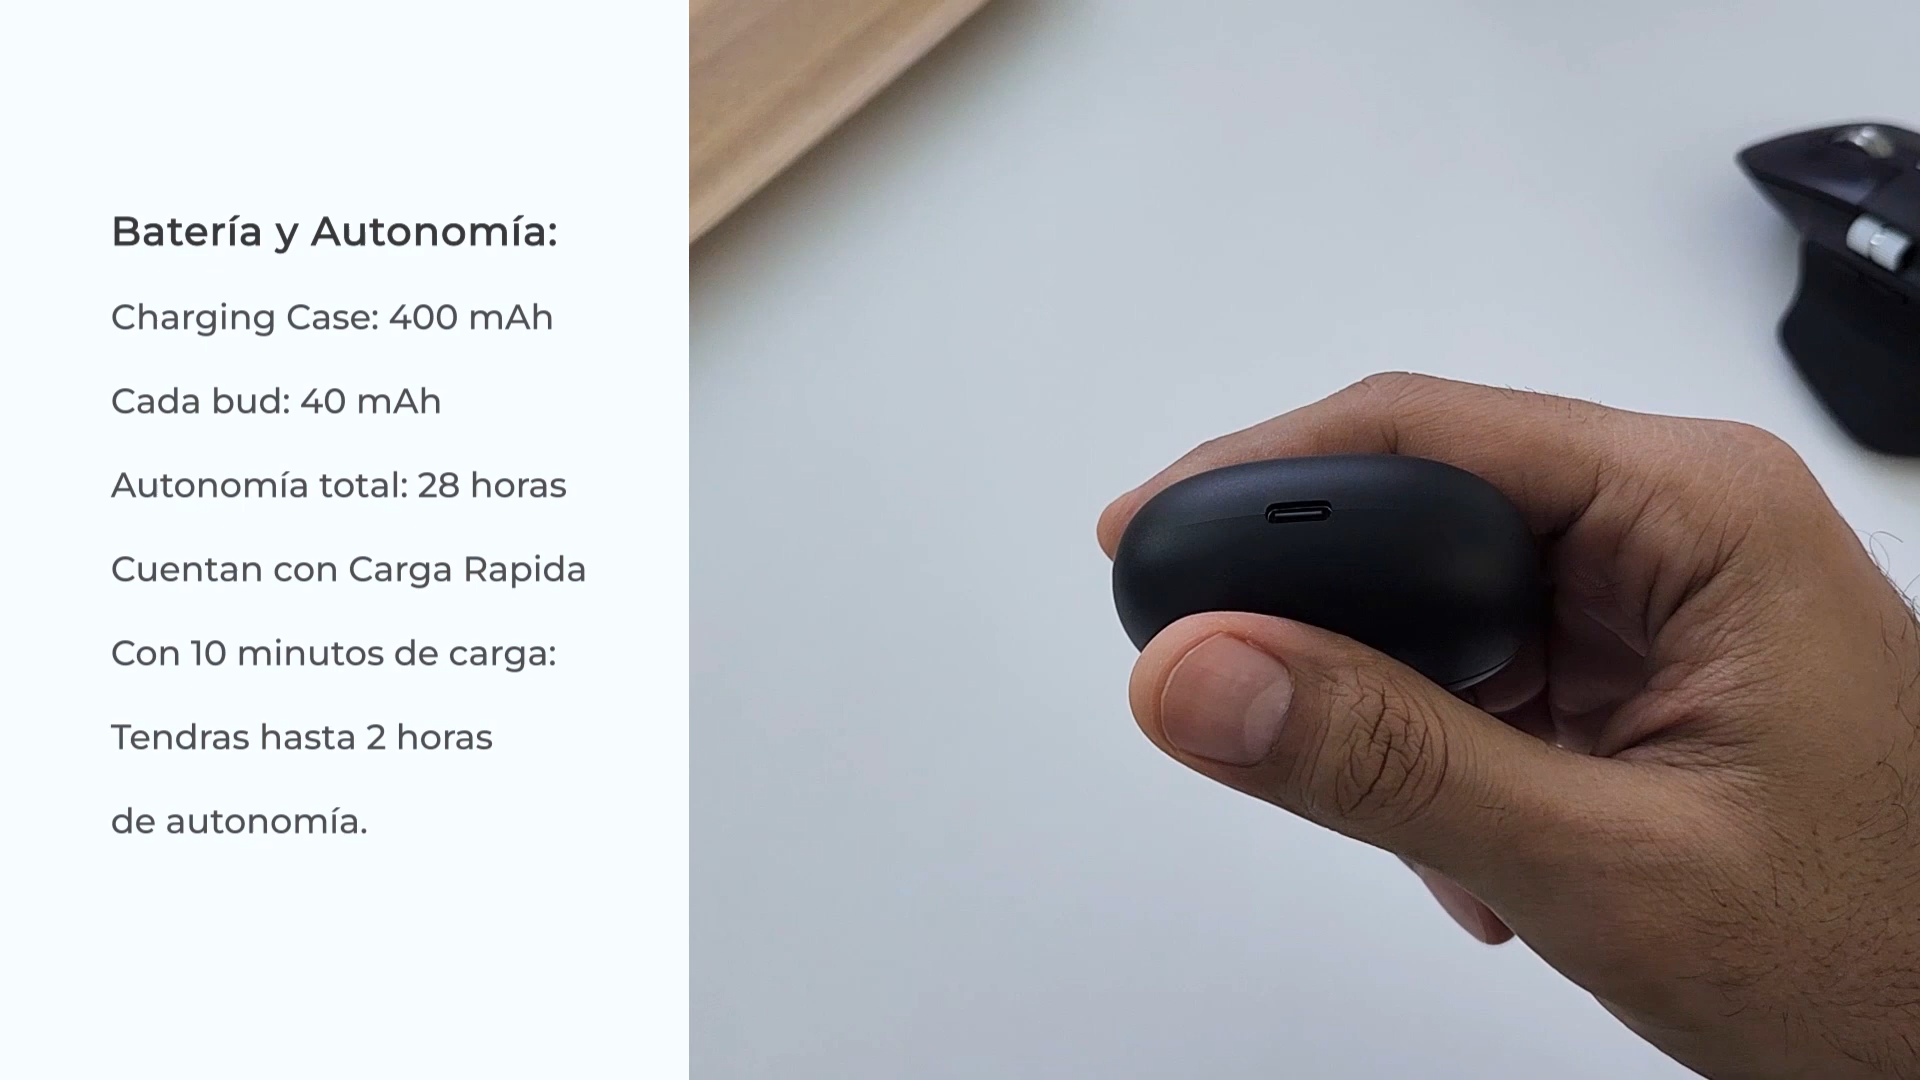 Batería y Autonomía:
Charging Case: 400 mAh
Cada bud: 40 mAh
Autonomía total: 28 horas
Cuentan con Carga Rapida
Con 10 minutos de carga:
Tendras hasta 2 horas
de autonomía.